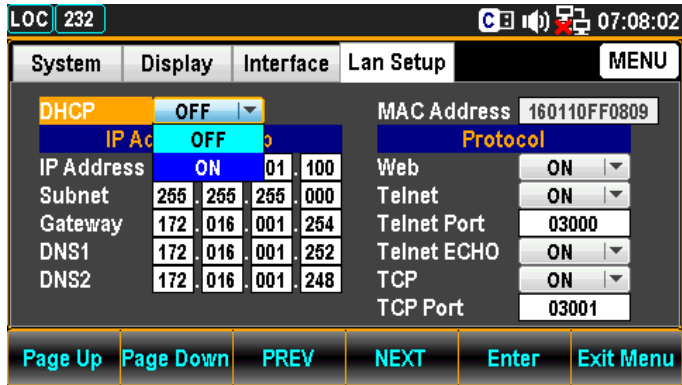 LOC 232 C 07:08:02
System Display Interface Lan Setup MENU
DHCP OFF MAC Address 160110FF0809
OFF Protocol
IP Address ON 01 . 100 Web ON
Subnet 255 . 255 . 255 . 000 Telnet ON
Gateway 172 . 016 . 001 . 254 Telnet Port 03000
DNS1 172 . 016 . 001 . 252 Telnet ECHO ON
DNS2 172 . 016 . 001 . 248 TCP ON
TCP Port 03001
Page Up Page Down PREV NEXT Enter Exit Menu